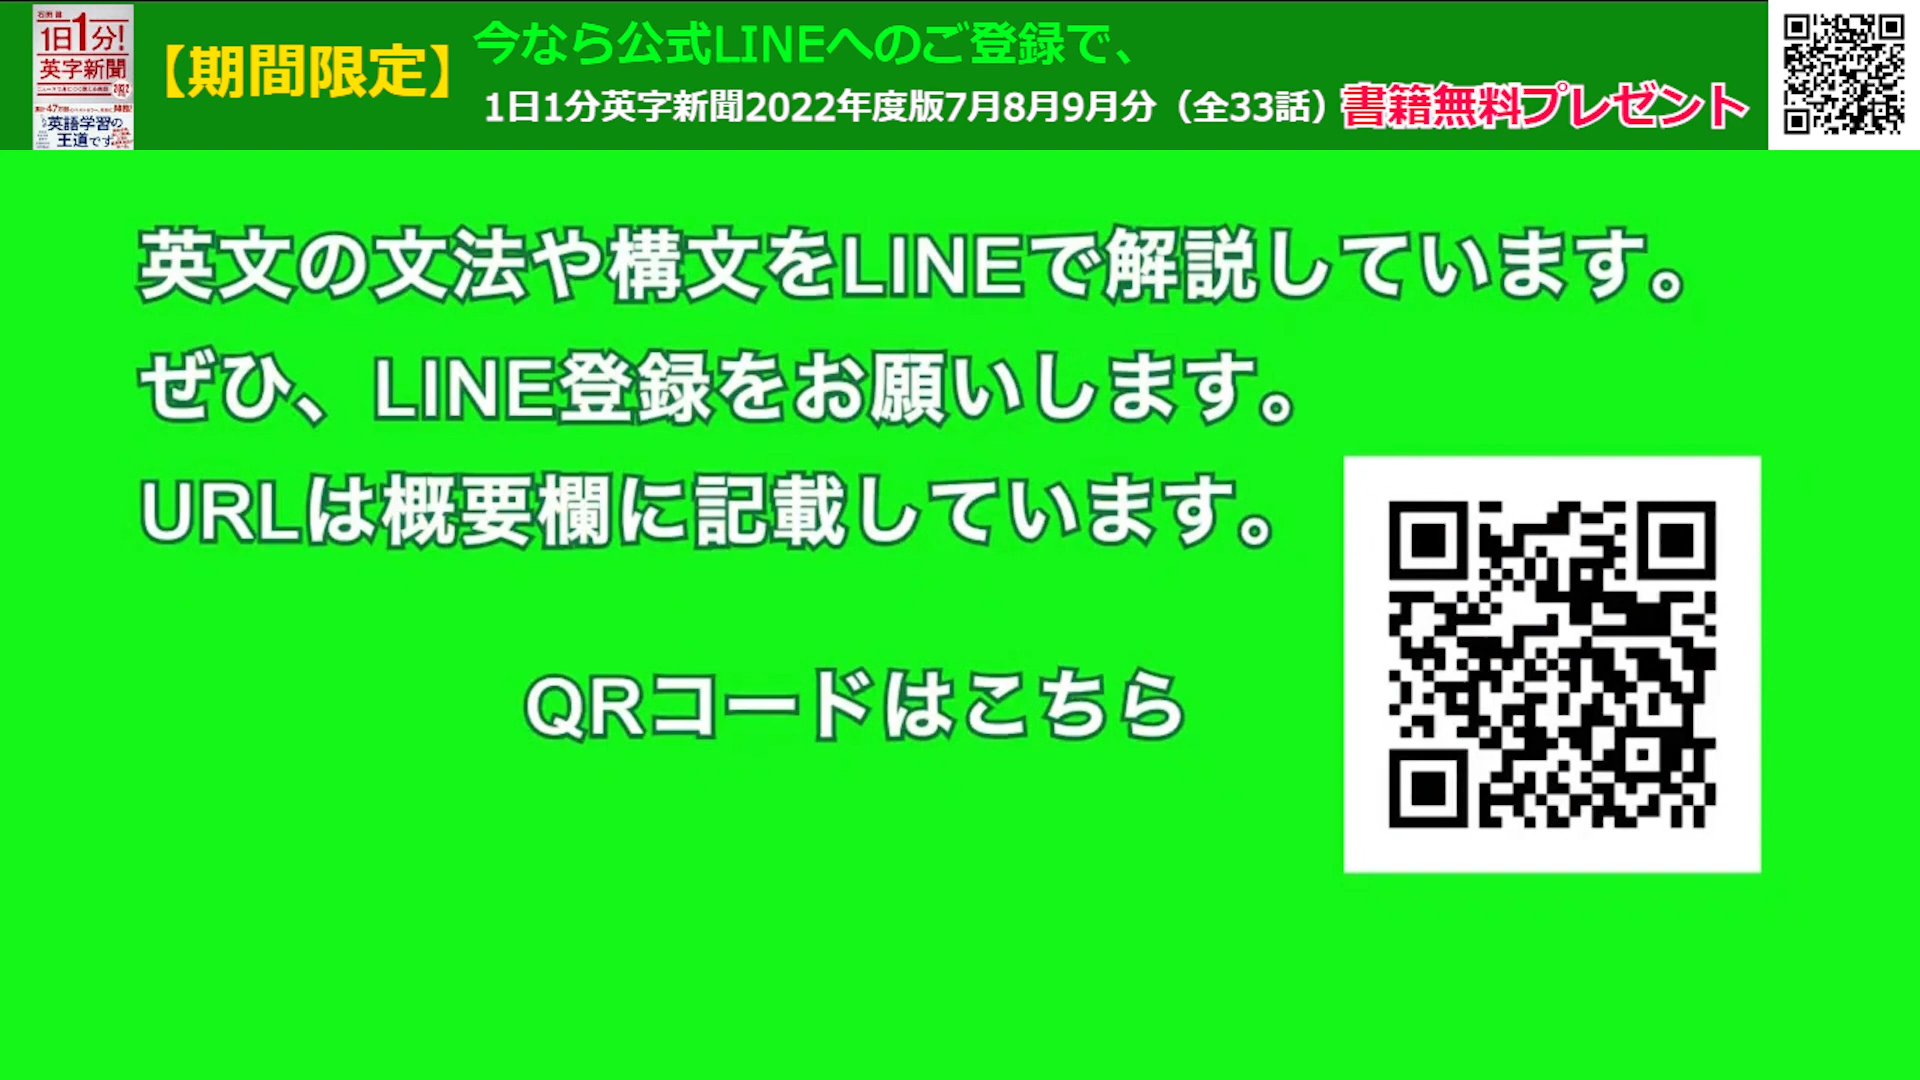 石田 健
1日1分!
英字新聞
2022
英語学習の
王道です。
【期間限定】
今なら公式LINEへのご登録で、
1日1分英字新聞2022年度版7月8月9月分（全33話）書籍無料プレゼント
英文の文法や構文をLINEで解説しています。
ぜひ、LINE登録をお願いします。
URLは概要欄に記載しています。
QRコードはこちら